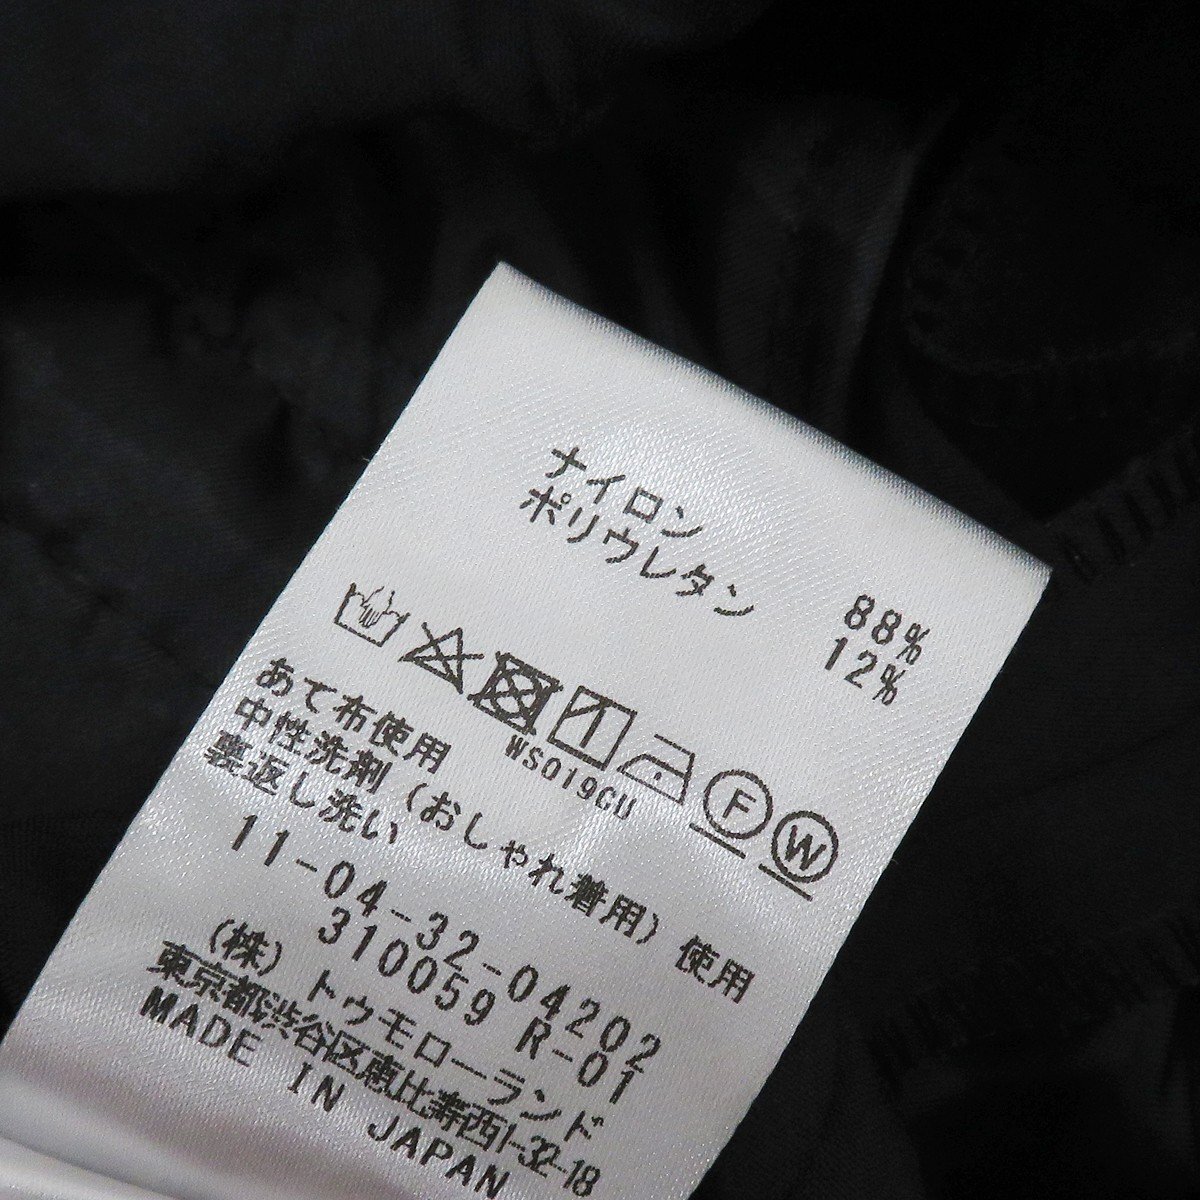 ナイロン 88%
ポリウレタン 12%
F W
WS019CU
あて布使用
中性洗剤（おしゃれ着用）使用
裏返し洗い
11-04-32-04202
310059 R-01
（株）トゥモローランド
東京都渋谷区恵比寿西1-32-18
MADE IN JAPAN